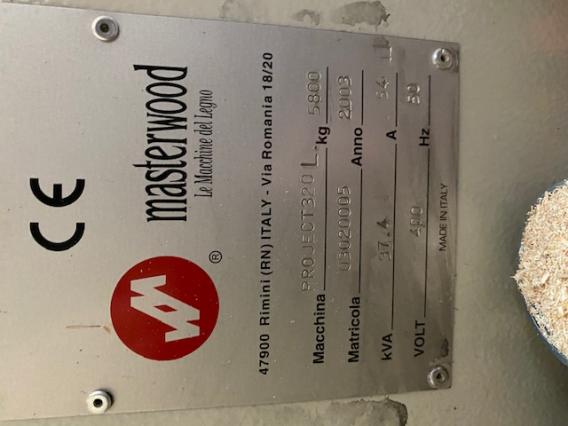 CE
masterwood
Le Macchine del Legno
®
47900 Rimini (RN) ITALY - Via Romania 18/20
Macchina PROJECT320 L. kg 5800
Matricola 03020005 Anno 2003
kVA 37.4 A 54
VOLT 400 Hz 50
MADE IN ITALY